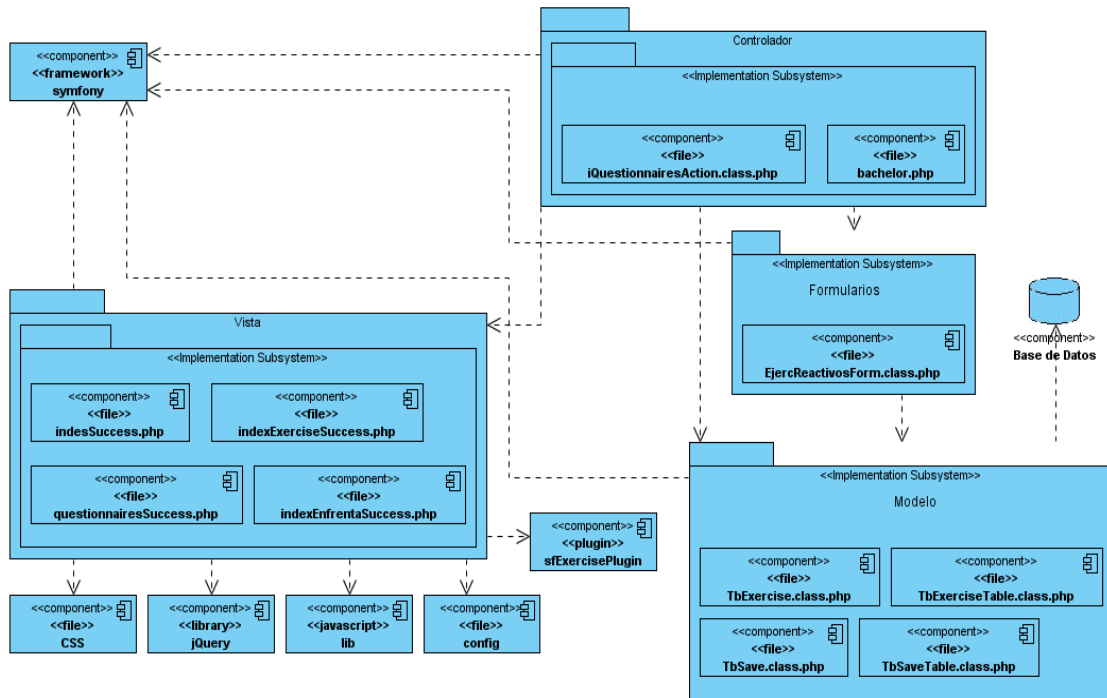 <<component>>
<<framework>>
symfony
Controlador
<<Implementation Subsystem>>
<<component>>
<<file>>
iQuestionnairesAction.class.php
<<component>>
<<file>>
bachelor.php
<<Implementation Subsystem>>
Formularios
<<component>>
<<file>>
EjercReactivosForm.class.php
<<component>>
Base de Datos
Vista
<<Implementation Subsystem>>
<<component>>
<<file>>
indesSuccess.php
<<component>>
<<file>>
indexExerciseSuccess.php
<<component>>
<<file>>
questionnairesSuccess.php
<<component>>
<<file>>
indexEnfrentaSuccess.php
<<component>>
<<plugin>>
sfExercisePlugin
<<component>>
<<file>>
CSS
<<component>>
<<library>>
jQuery
<<component>>
<<javascript>>
lib
<<component>>
<<file>>
config
<<Implementation Subsystem>>
Modelo
<<component>>
<<file>>
TbExercise.class.php
<<component>>
<<file>>
TbExerciseTable.class.php
<<component>>
<<file>>
TbSave.class.php
<<component>>
<<file>>
TbSaveTable.class.php